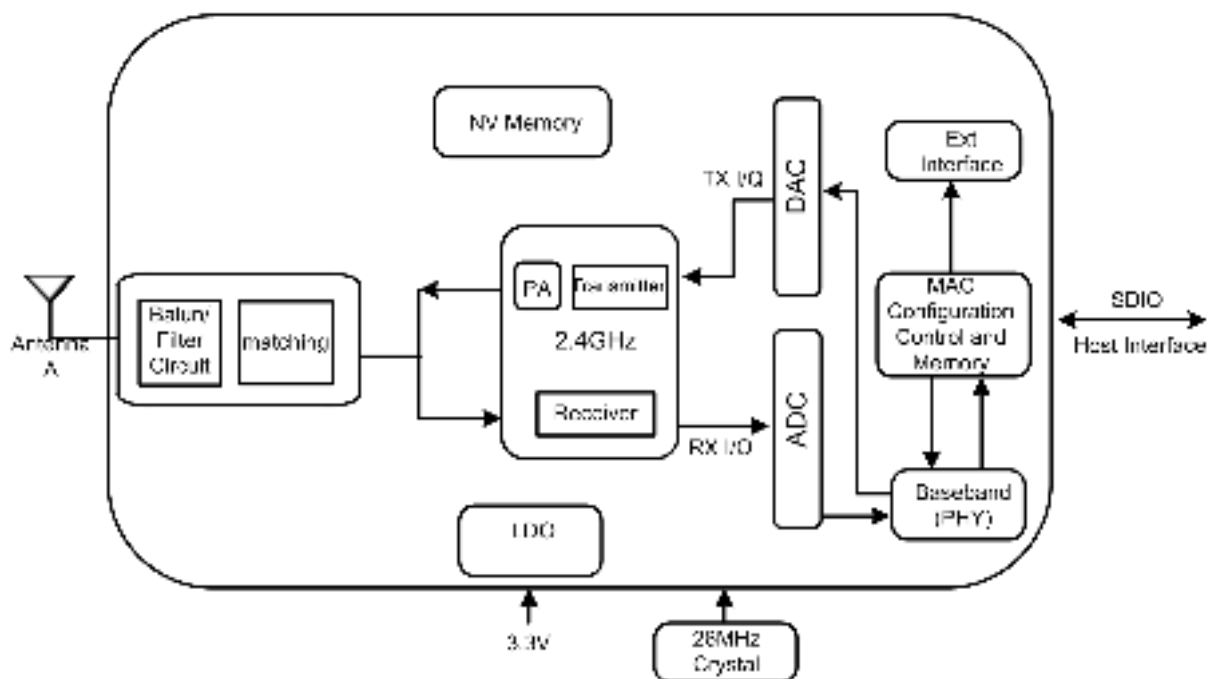 NV Memory
Ext
Interface
DAC
TX I/Q
PA
Transmitter
2.4GHz
Receiver
MAC
Configuration
Control and
Memory
SDIO
Host Interface
Antenna
A
Balun/
Filter
Circuit
matching
ADC
RX I/Q
Baseband
(PHY)
LDO
3.3V
26MHz
Crystal